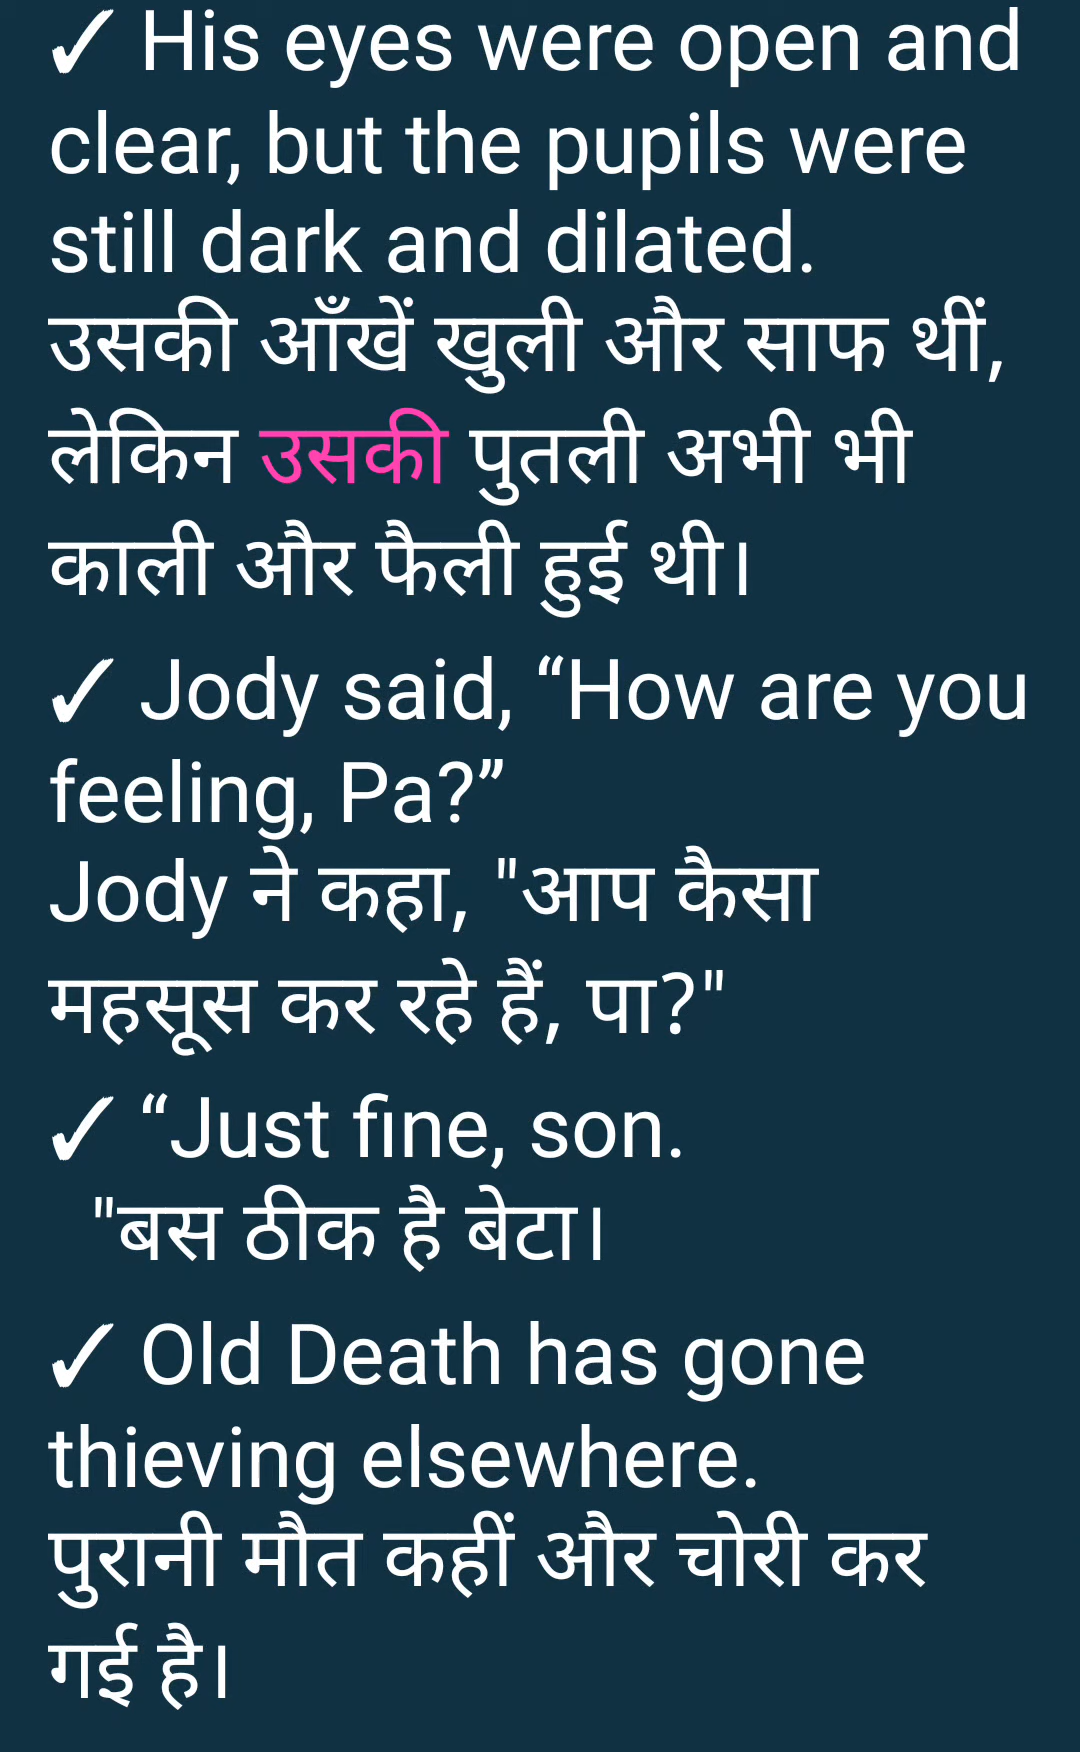 ✓ His eyes were open and
clear, but the pupils were
still dark and dilated.
उसकी आँखें खुली और साफ थीं,
लेकिन उसकी पुतली अभी भी
काली और फैली हुई थी।
✓ Jody said, “How are you
feeling, Pa?”
Jody ने कहा, "आप कैसा
महसूस कर रहे हैं, पा?"
✓ “Just fine, son.
"बस ठीक है बेटा।
✓ Old Death has gone
thieving elsewhere.
पुरानी मौत कहीं और चोरी कर
गई है।